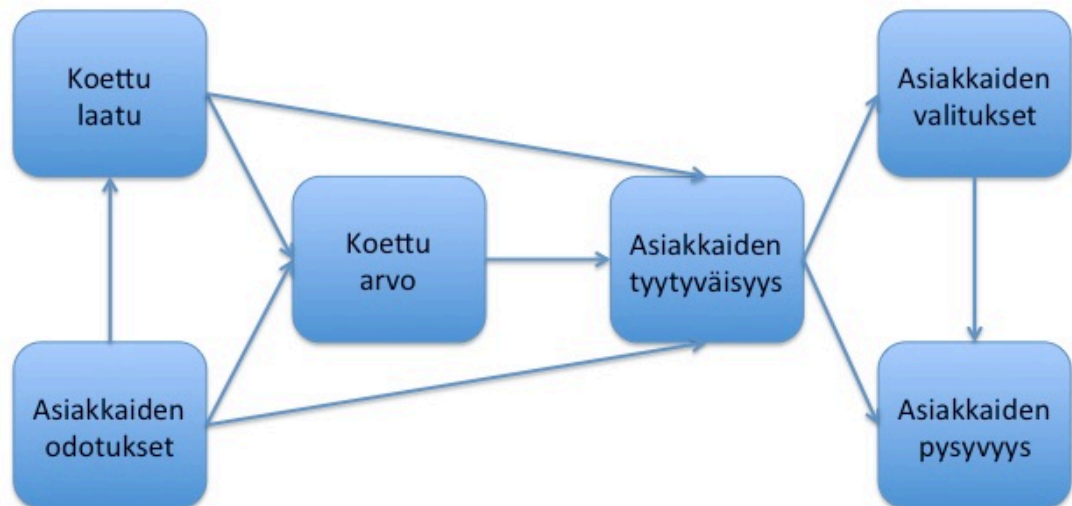 Koettu
laatu
Asiakkaiden
odotukset
Koettu
arvo
Asiakkaiden
tyytyväisyys
Asiakkaiden
valitukset
Asiakkaiden
pysyvyys